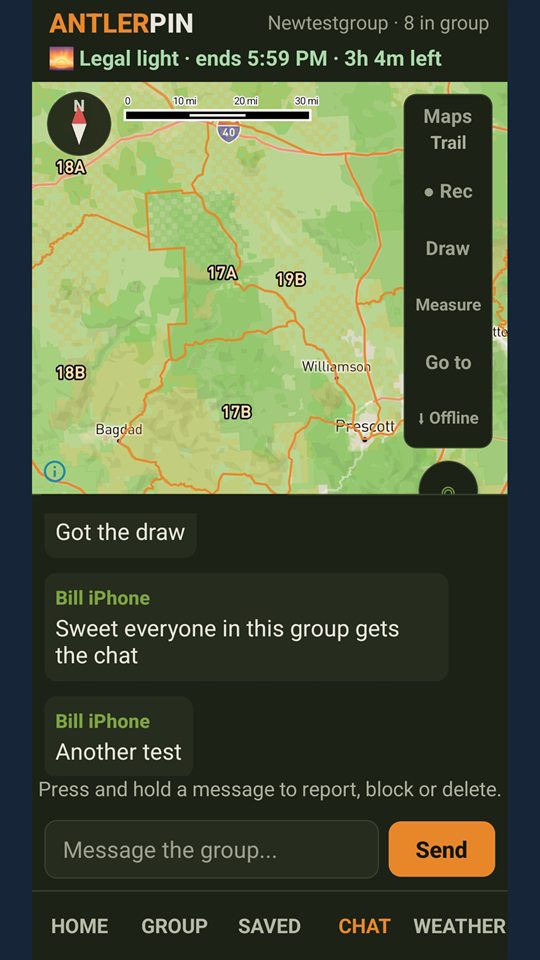 ANTLERPIN
Newtestgroup · 8 in group
Legal light · ends 5:59 PM · 3h 4m left
N
0 10 mi 20 mi 30 mi
40
Maps
Trail
● Rec
Draw
Measure
Go to
⭳ Offline
18A
17A
19B
18B
Williamson
17B
Bagdad
Prescott
Got the draw
Bill iPhone
Sweet everyone in this group gets
the chat
Bill iPhone
Another test
Press and hold a message to report, block or delete.
Message the group...
Send
HOME GROUP SAVED CHAT WEATHER